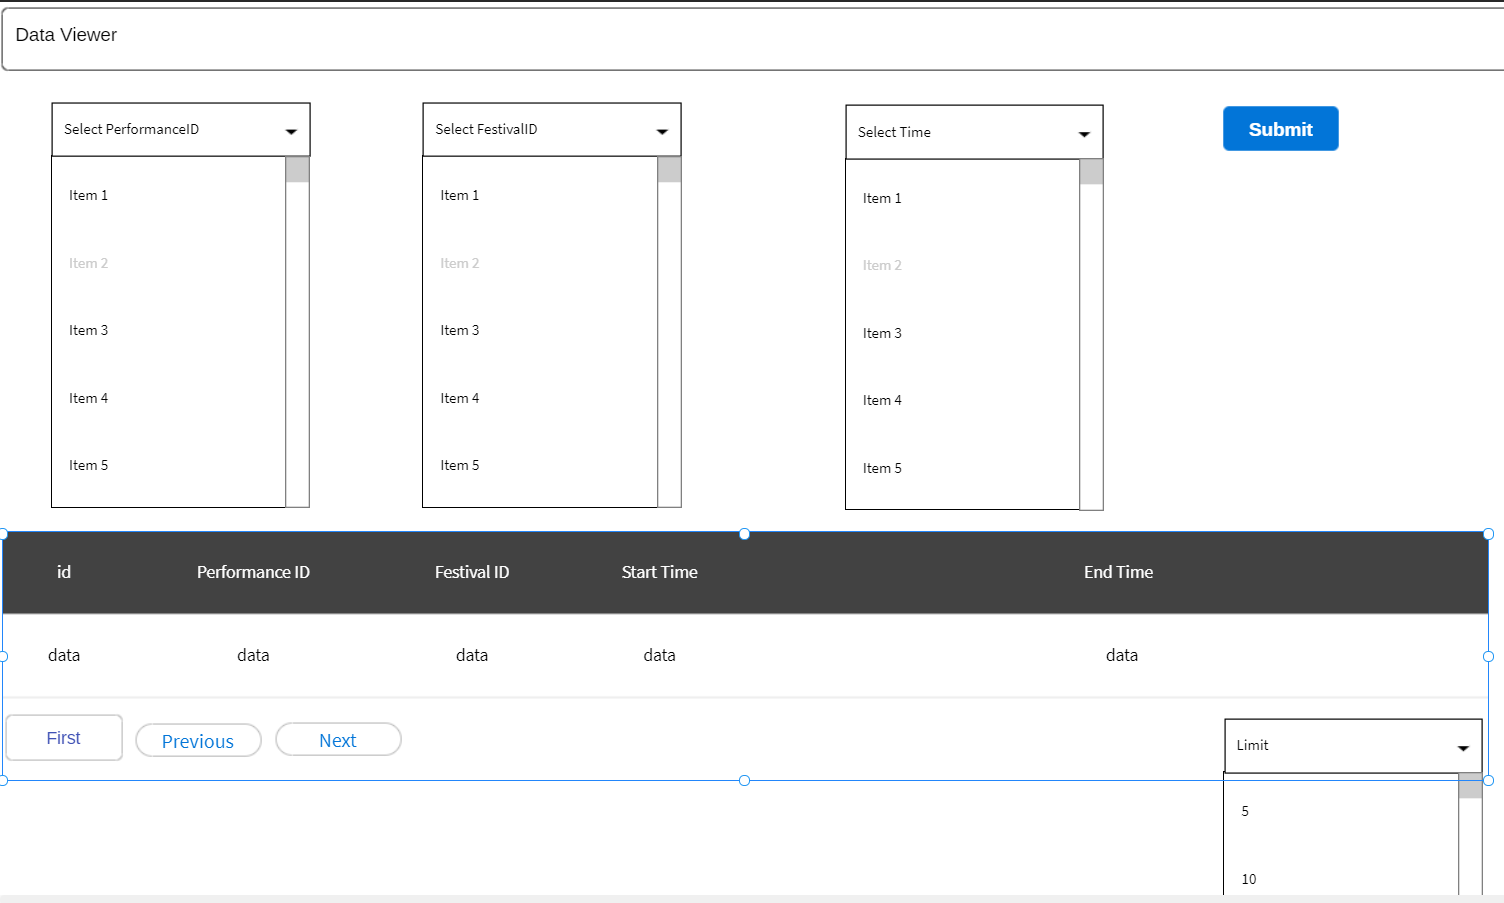 Data Viewer
Select PerformanceID
Item 1
Item 2
Item 3
Item 4
Item 5
Select FestivalID
Item 1
Item 2
Item 3
Item 4
Item 5
Select Time
Item 1
Item 2
Item 3
Item 4
Item 5
Submit
id Performance ID Festival ID Start Time End Time
data data data data data
First Previous Next
Limit
5
10